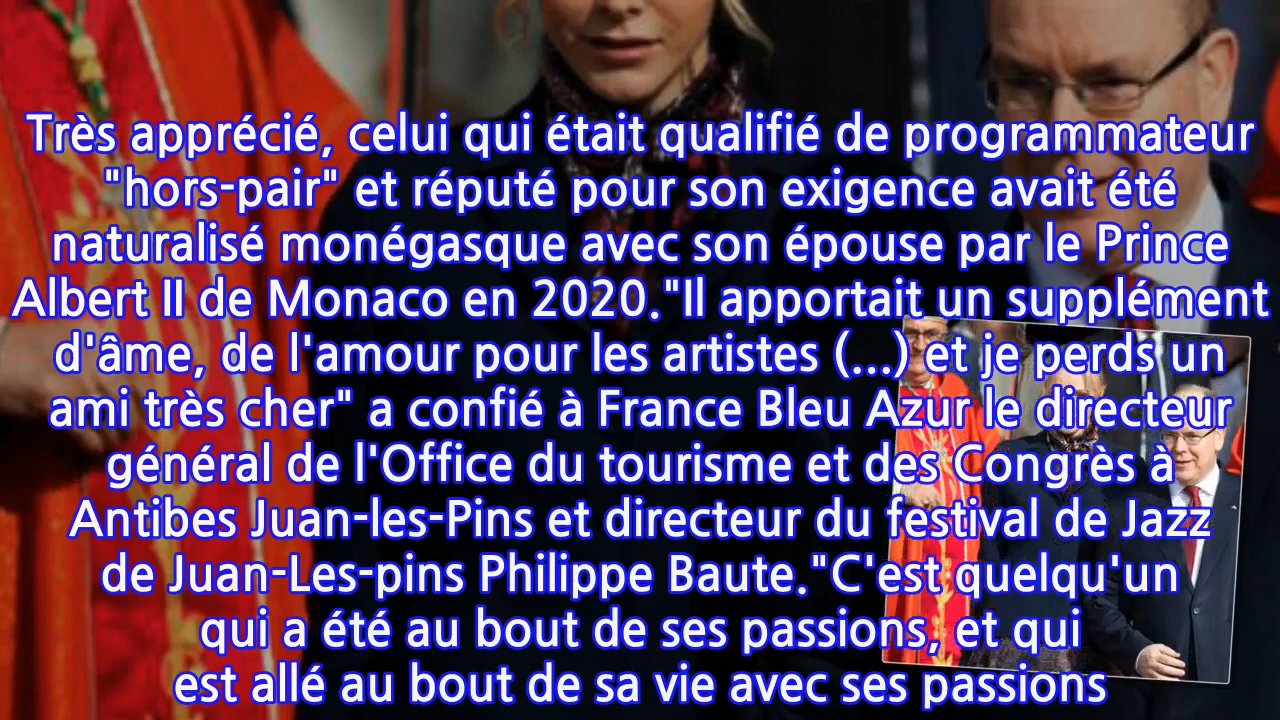 Très apprécié, celui qui était qualifié de programmateur
"hors-pair" et réputé pour son exigence avait été
naturalisé monégasque avec son épouse par le Prince
Albert II de Monaco en 2020."Il apportait un supplément
d'âme, de l'amour pour les artistes (...) et je perds un
ami très cher" a confié à France Bleu Azur le directeur
général de l'Office du tourisme et des Congrès à
Antibes Juan-les-Pins et directeur du festival de Jazz
de Juan-Les-pins Philippe Baute."C'est quelqu'un
qui a été au bout de ses passions, et qui
est allé au bout de sa vie avec ses passions